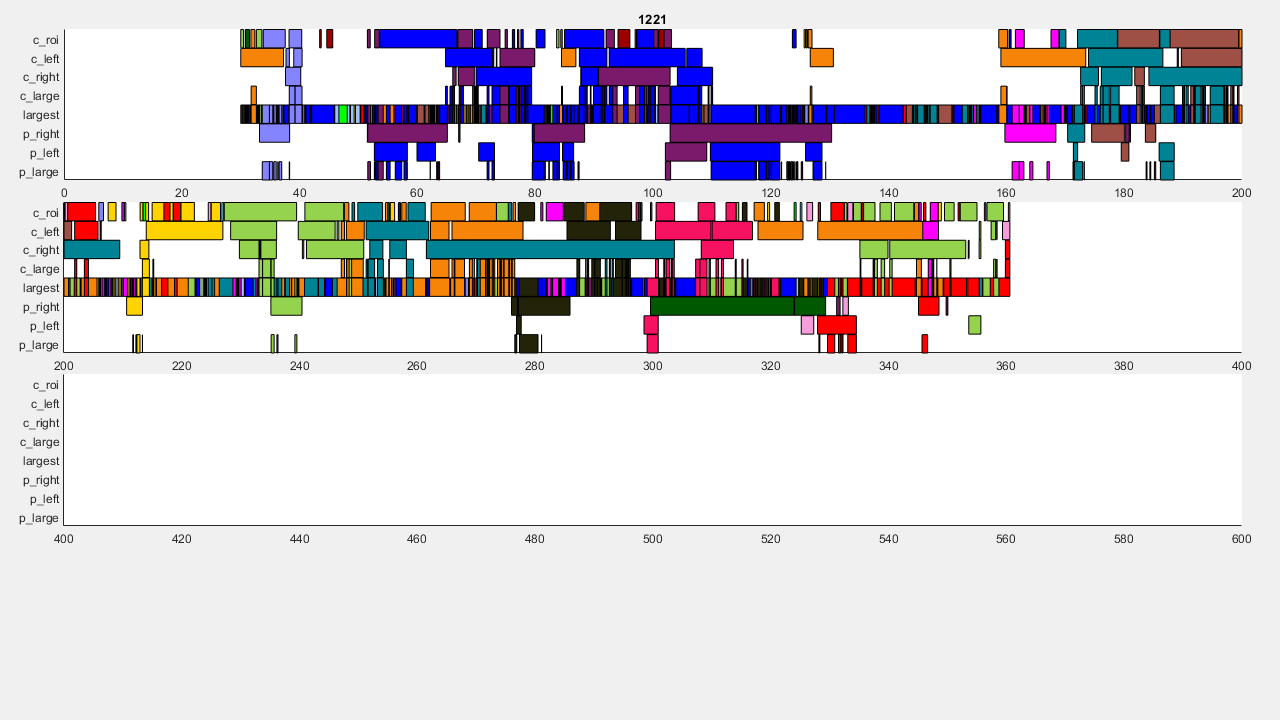 1221
c_roi
c_left
c_right
c_large
largest
p_right
p_left
p_large
0 20 40 60 80 100 120 140 160 180 200
c_roi
c_left
c_right
c_large
largest
p_right
p_left
p_large
200 220 240 260 280 300 320 340 360 380 400
c_roi
c_left
c_right
c_large
largest
p_right
p_left
p_large
400 420 440 460 480 500 520 540 560 580 600